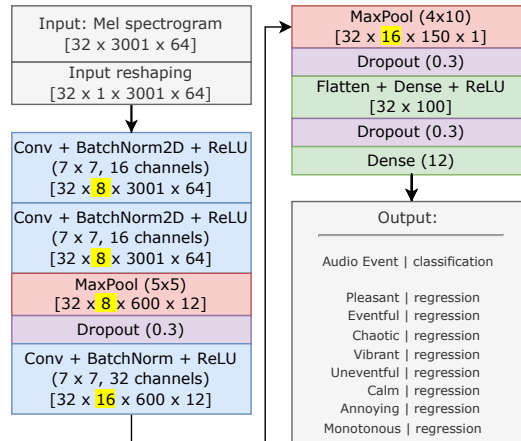 Input: Mel spectrogram
[32 x 3001 x 64]
Input reshaping
[32 x 1 x 3001 x 64]
Conv + BatchNorm2D + ReLU
(7 x 7, 16 channels)
[32 x 8 x 3001 x 64]
Conv + BatchNorm2D + ReLU
(7 x 7, 16 channels)
[32 x 8 x 3001 x 64]
MaxPool (5x5)
[32 x 8 x 600 x 12]
Dropout (0.3)
Conv + BatchNorm + ReLU
(7 x 7, 32 channels)
[32 x 16 x 600 x 12]
MaxPool (4x10)
[32 x 16 x 150 x 1]
Dropout (0.3)
Flatten + Dense + ReLU
[32 x 100]
Dropout (0.3)
Dense (12)
Output:
Audio Event | classification
Pleasant | regression
Eventful | regression
Chaotic | regression
Vibrant | regression
Uneventful | regression
Calm | regression
Annoying | regression
Monotonous | regression